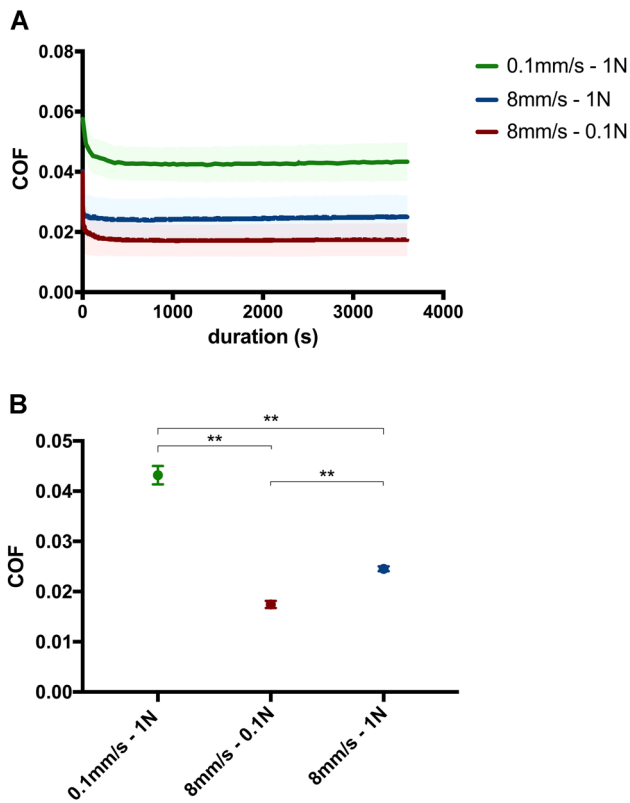 A
0.08
0.06
0.04
0.02
0.00
COF
0 1000 2000 3000 4000
duration (s)
0.1mm/s - 1N
8mm/s - 1N
8mm/s - 0.1N
B
**
**
**
0.05
0.04
0.03
0.02
0.01
0.00
COF
0.1mm/s - 1N
8mm/s - 0.1N
8mm/s - 1N